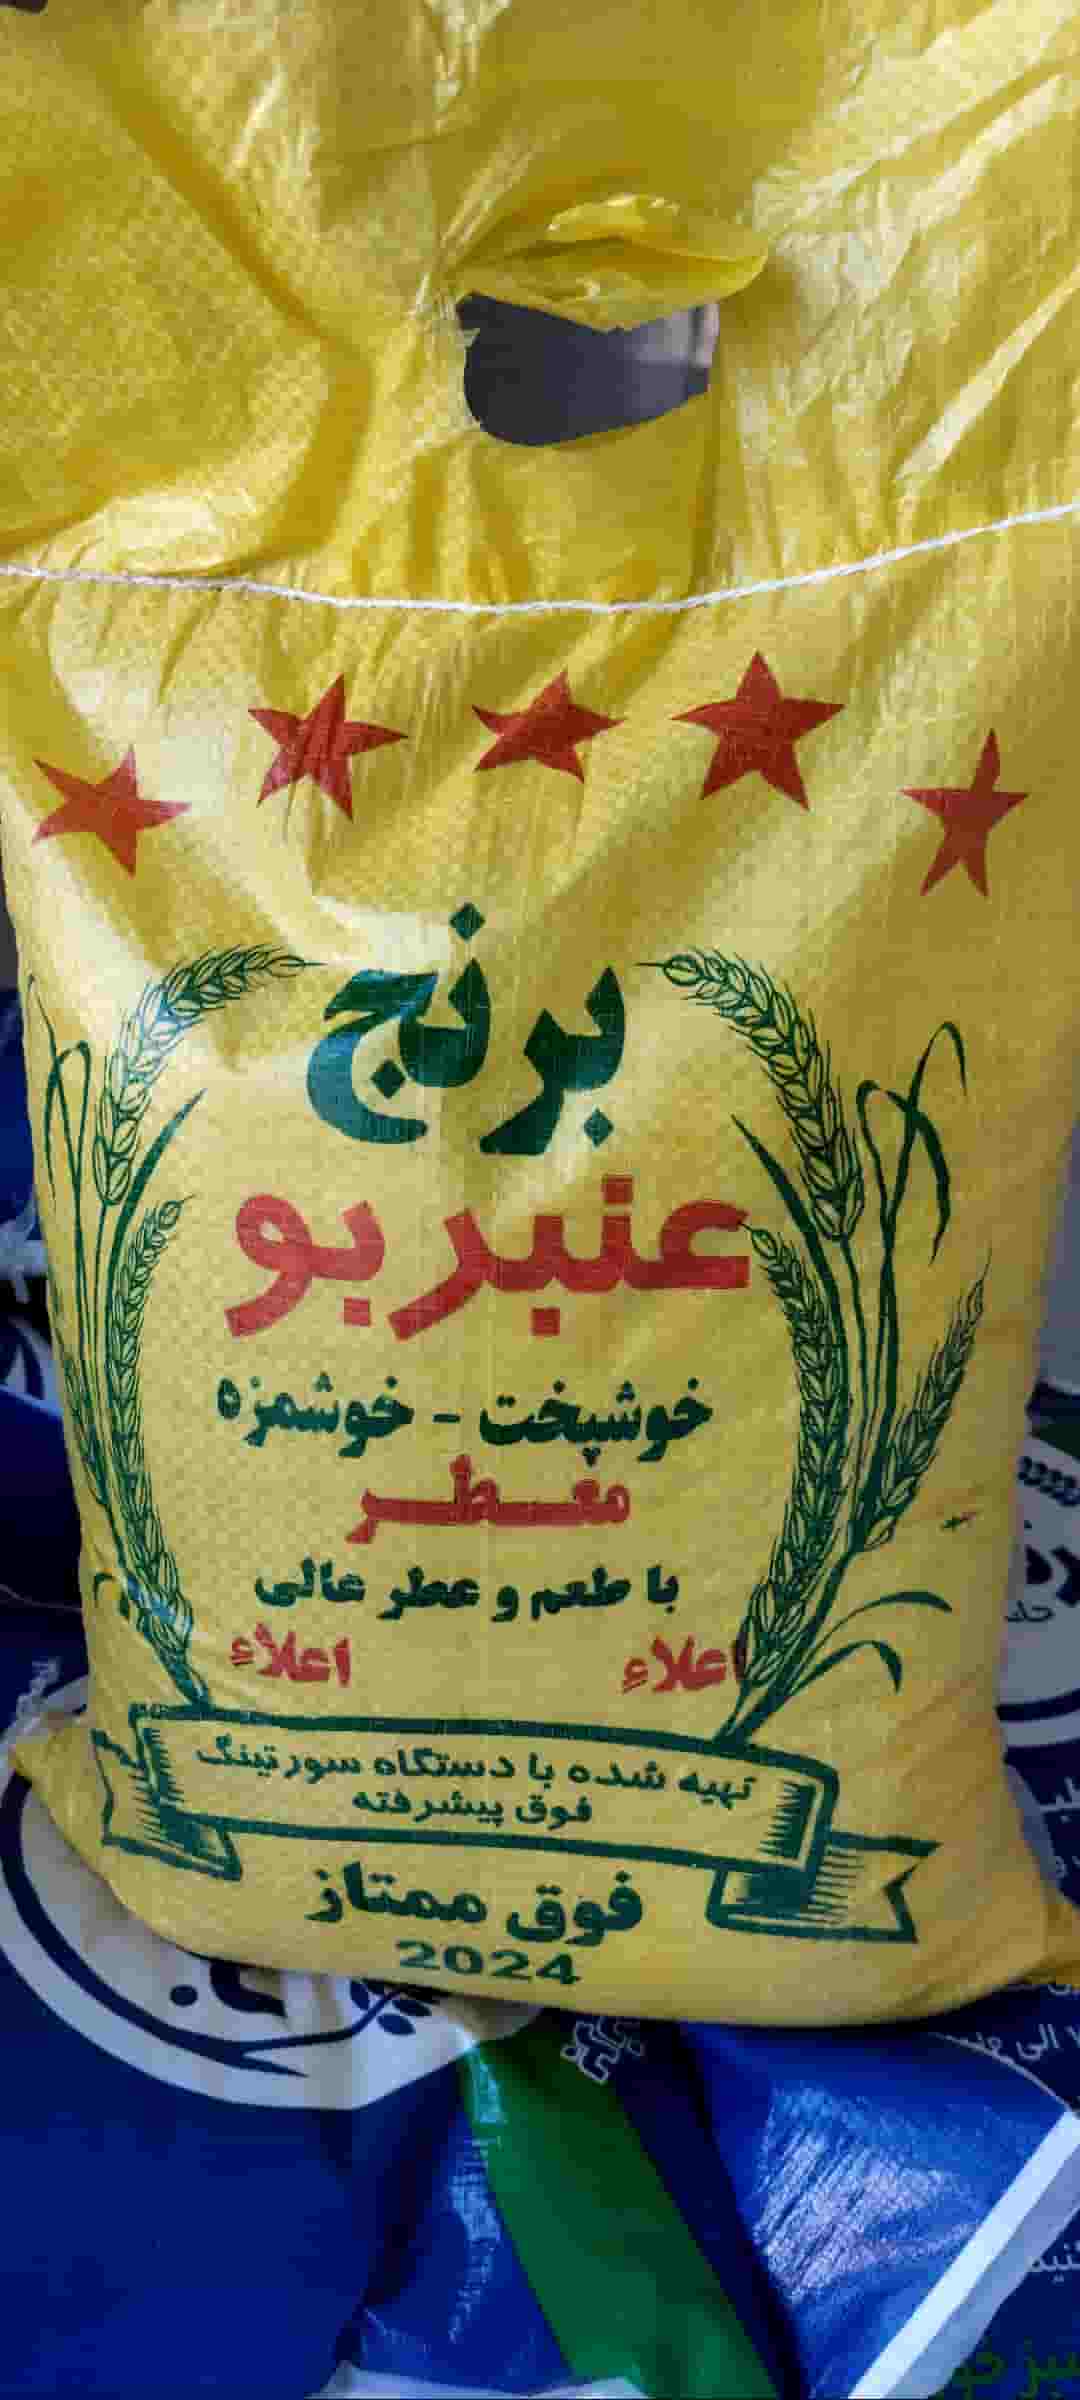 برنج
عنبربو
خوشپخت - خوشمزه
معطر
با طعم و عطر عالی
اعلاء اعلاء
تهیه شده با دستگاه سورتینگ
فوق پیشرفته
فوق ممتاز
2024